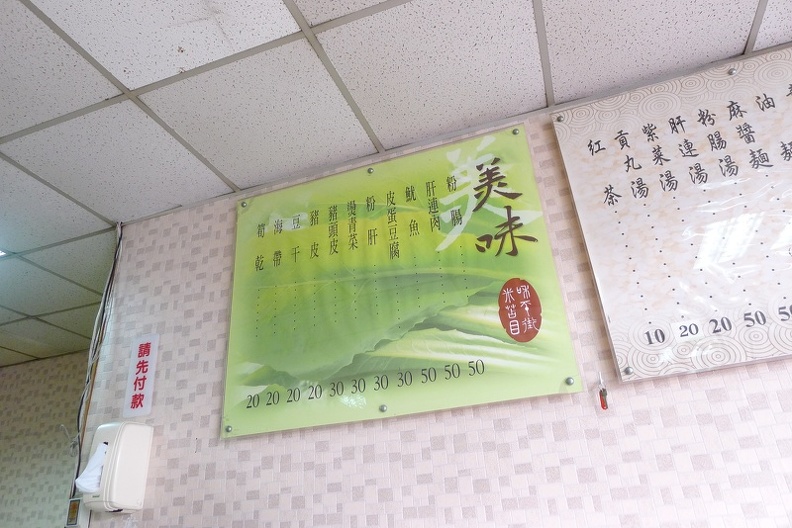 美味
粉腸 50
肝連肉 50
魷魚 50
皮蛋豆腐 30
粉肝 30
燙青菜 30
豬頭皮 30
豬皮 20
豆干 20
海帶 20
筍乾 20
和平街
米苔目
麻醬麵
粉腸湯
肝連湯 50
紫菜湯 20
貢丸湯 20
紅茶 10
請先付款